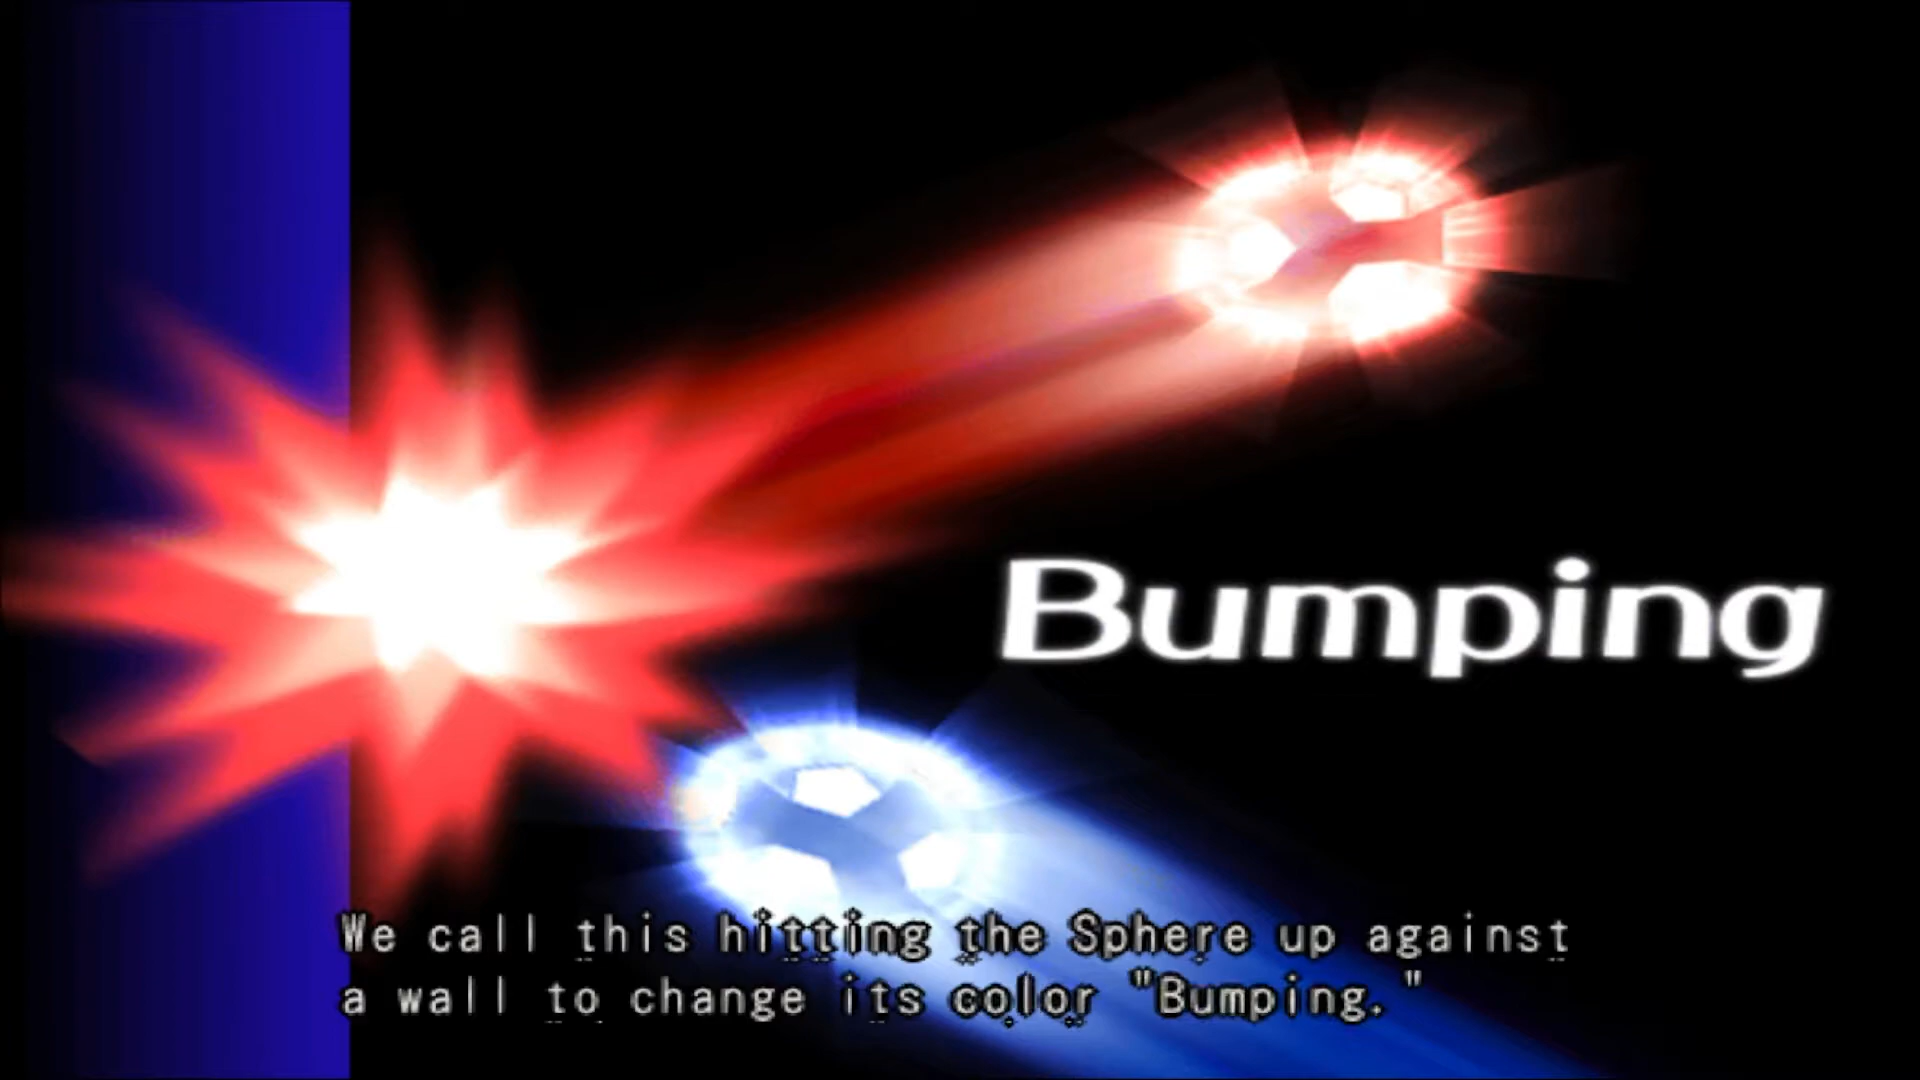 Bumping
We call this hitting the Sphere up against
a wall to change its color "Bumping."